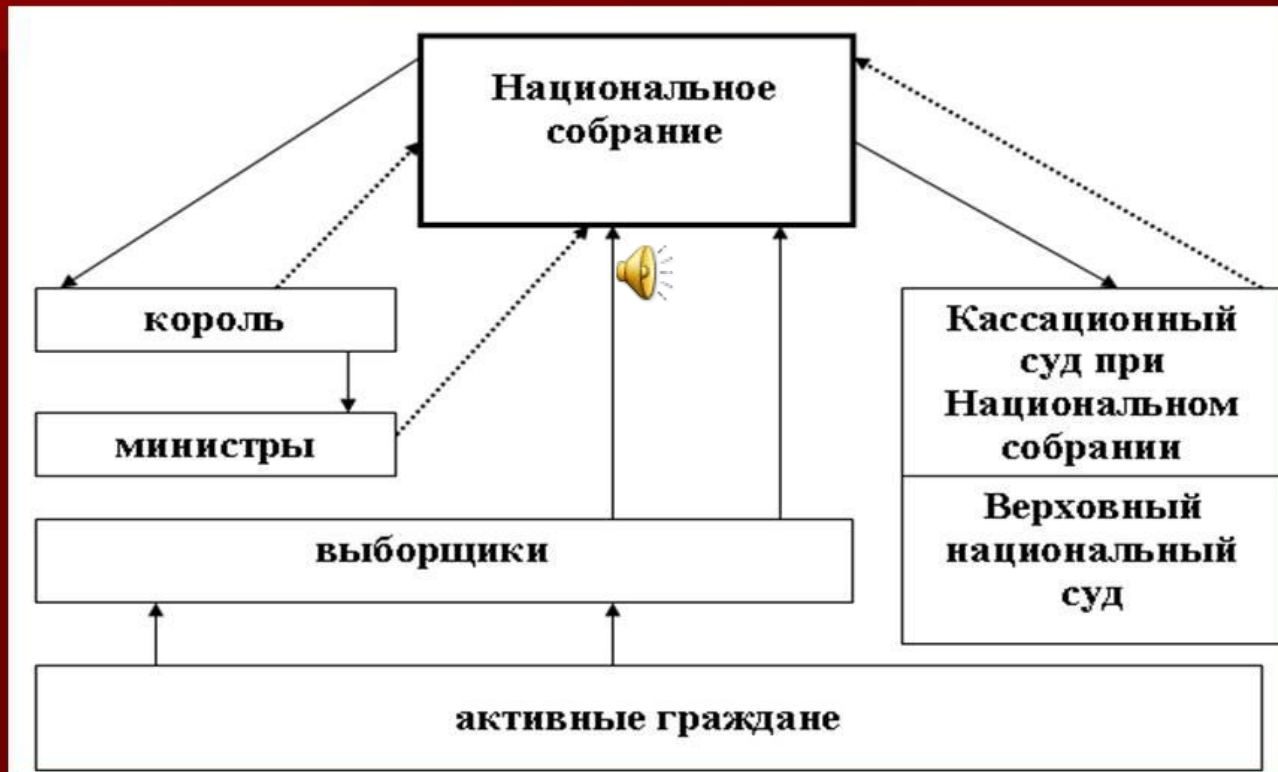 Национальное
собрание
король
министры
выборщики
Кассационный
суд при
Национальном
собрании
Верховный
национальный
суд
активные граждане